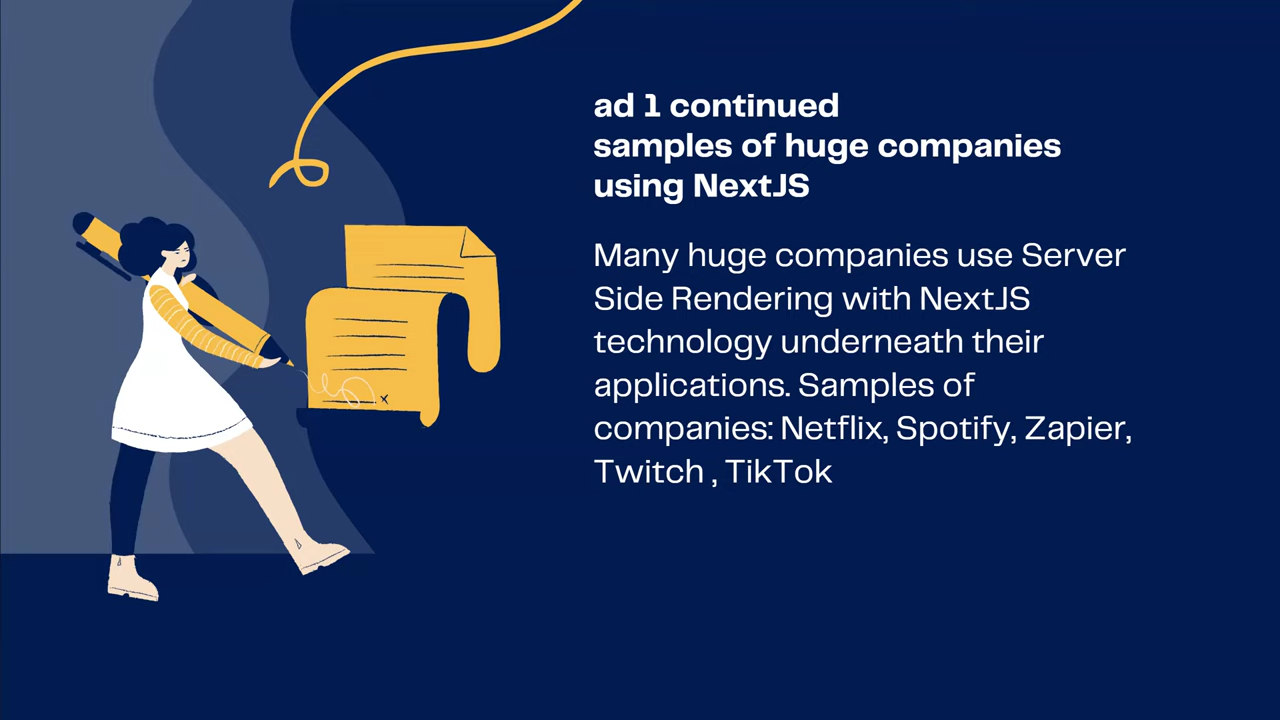 ad 1 continued
samples of huge companies
using NextJS
Many huge companies use Server
Side Rendering with NextJS
technology underneath their
applications. Samples of
companies: Netflix, Spotify, Zapier,
Twitch , TikTok
x